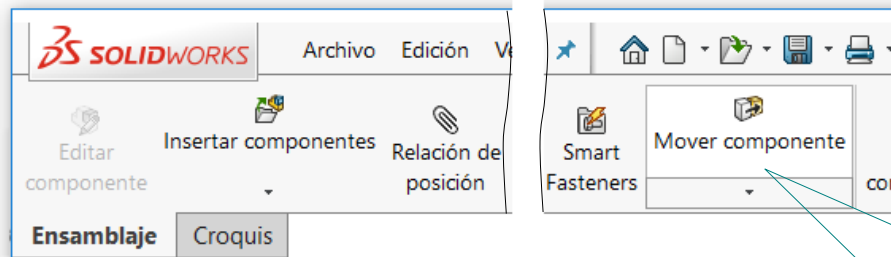 SOLIDWORKS
Archivo Edición
Editar componente
Insertar componentes
Relación de posición
Smart Fasteners
Mover componente
Ensamblaje Croquis